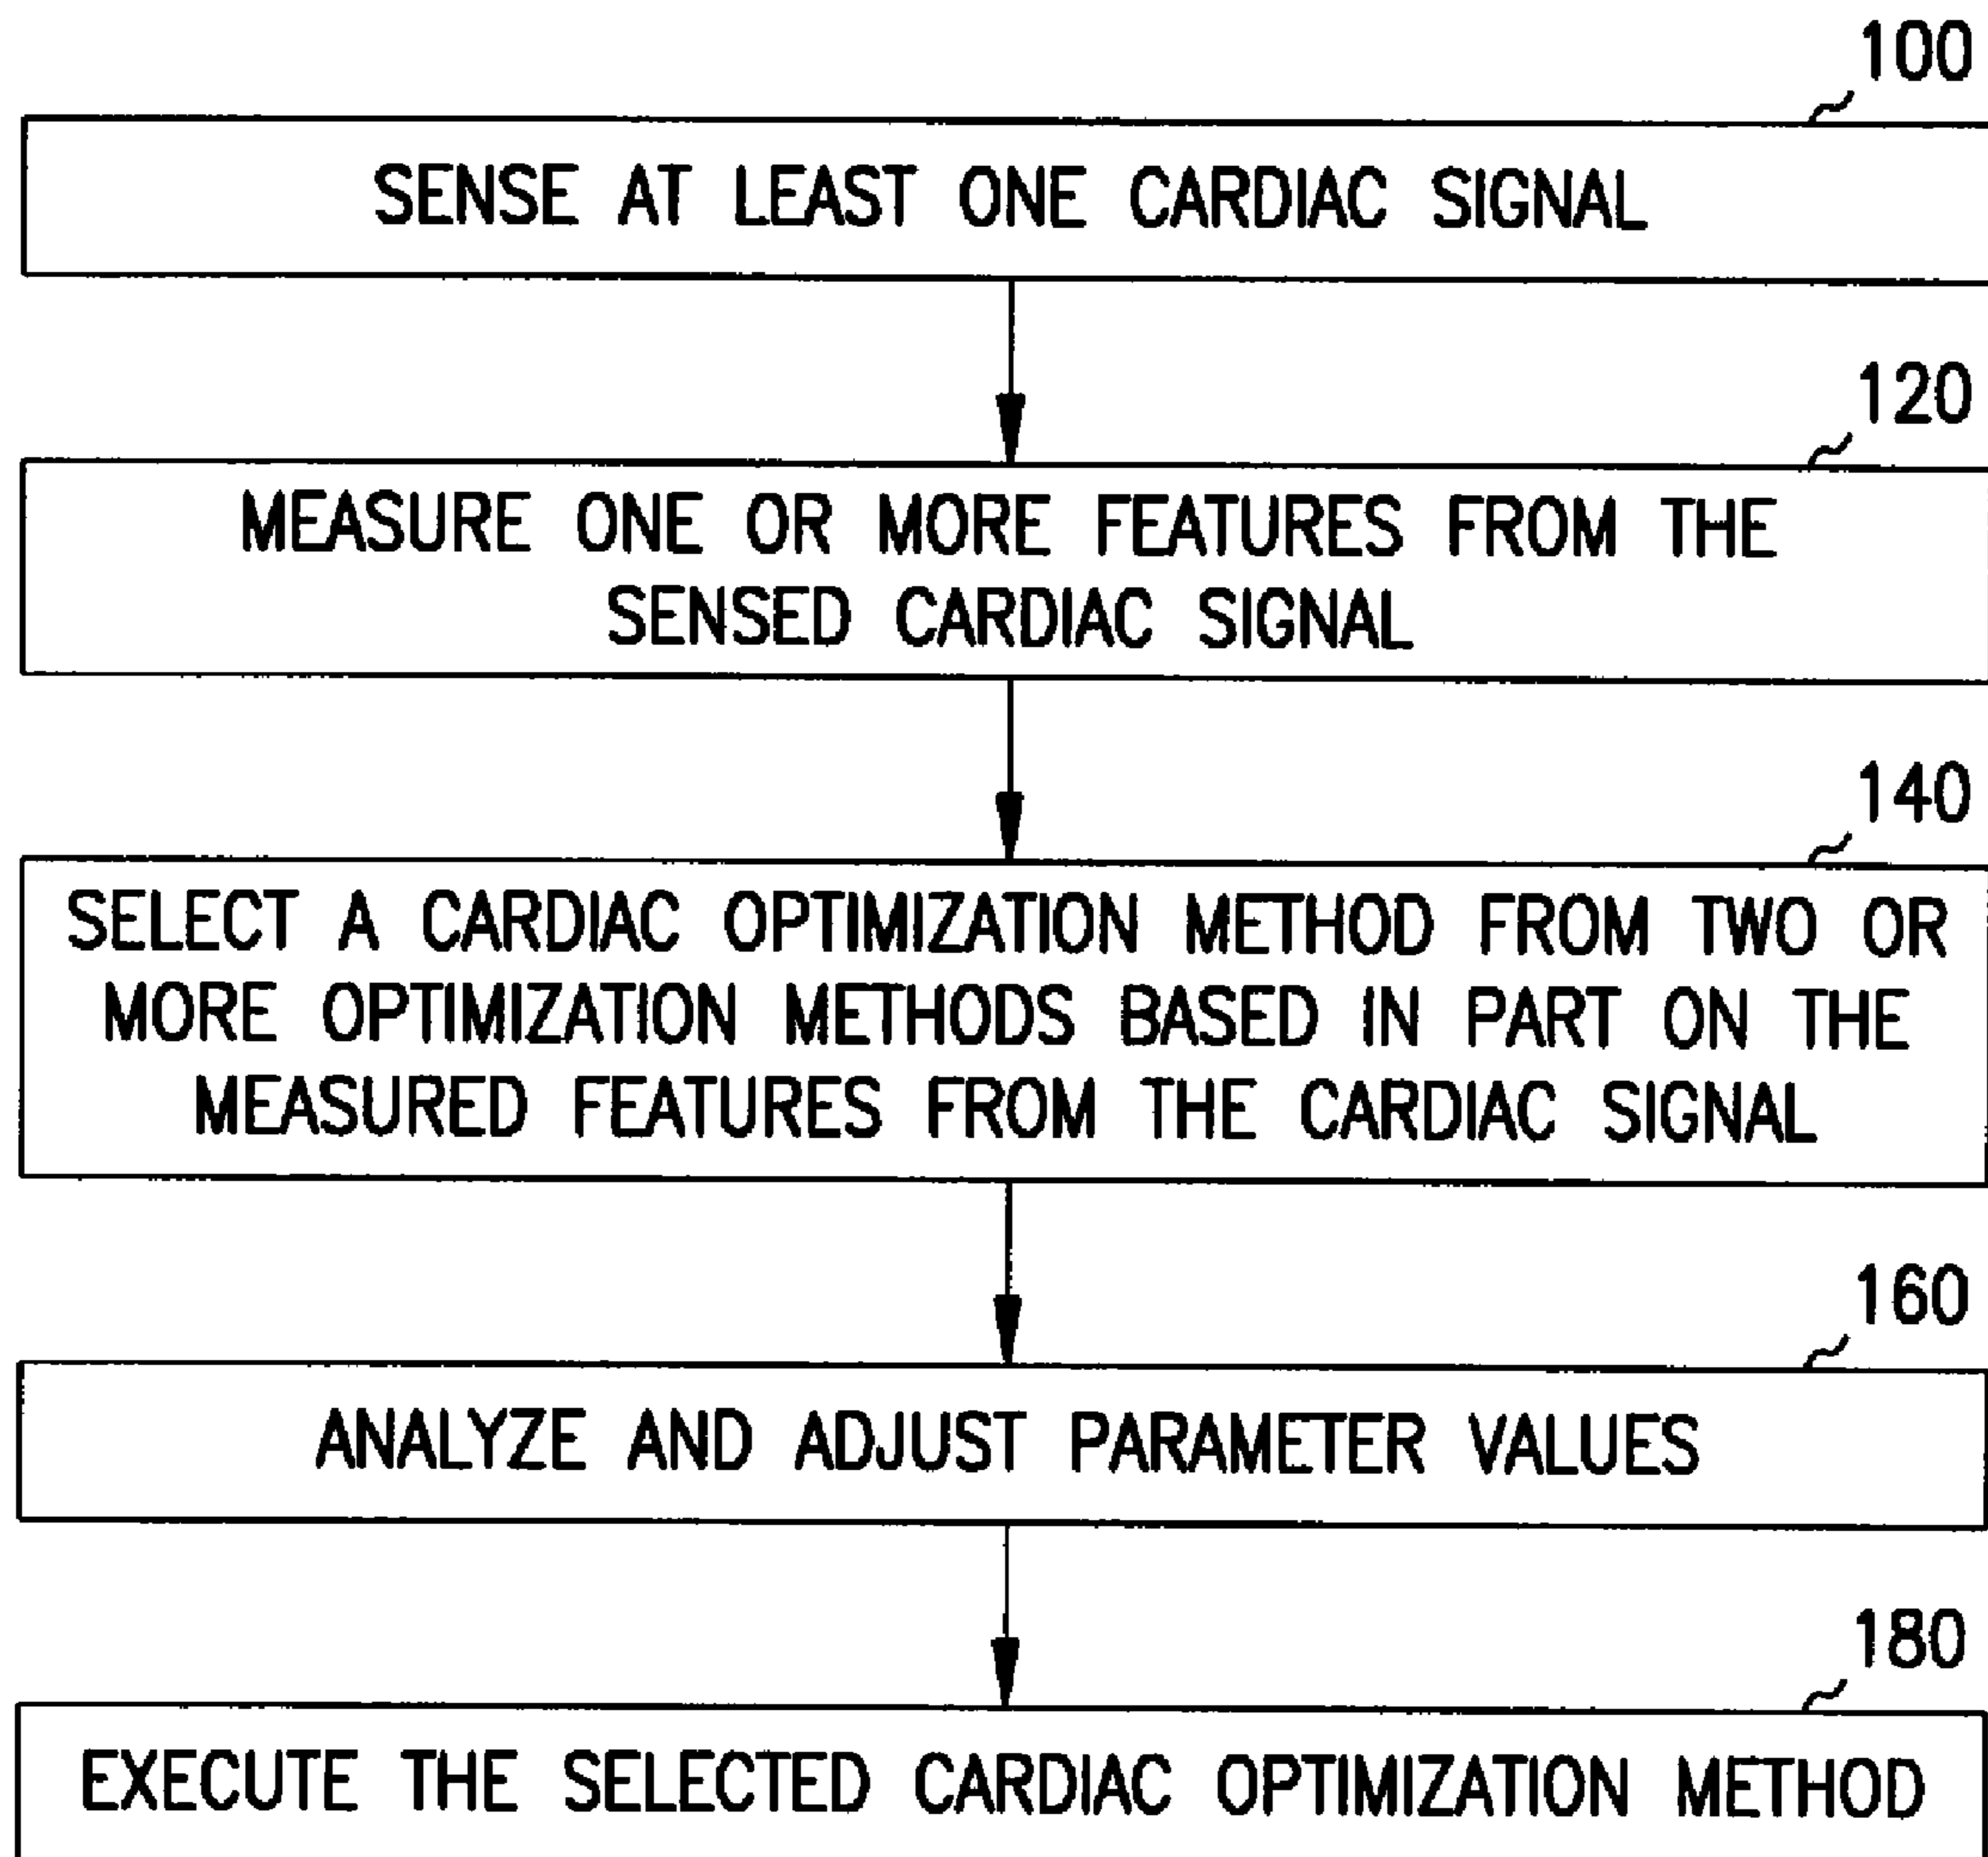 100
SENSE AT LEAST ONE CARDIAC SIGNAL
120
MEASURE ONE OR MORE FEATURES FROM THE
SENSED CARDIAC SIGNAL
140
SELECT A CARDIAC OPTIMIZATION METHOD FROM TWO OR
MORE OPTIMIZATION METHODS BASED IN PART ON THE
MEASURED FEATURES FROM THE CARDIAC SIGNAL
160
ANALYZE AND ADJUST PARAMETER VALUES
180
EXECUTE THE SELECTED CARDIAC OPTIMIZATION METHOD